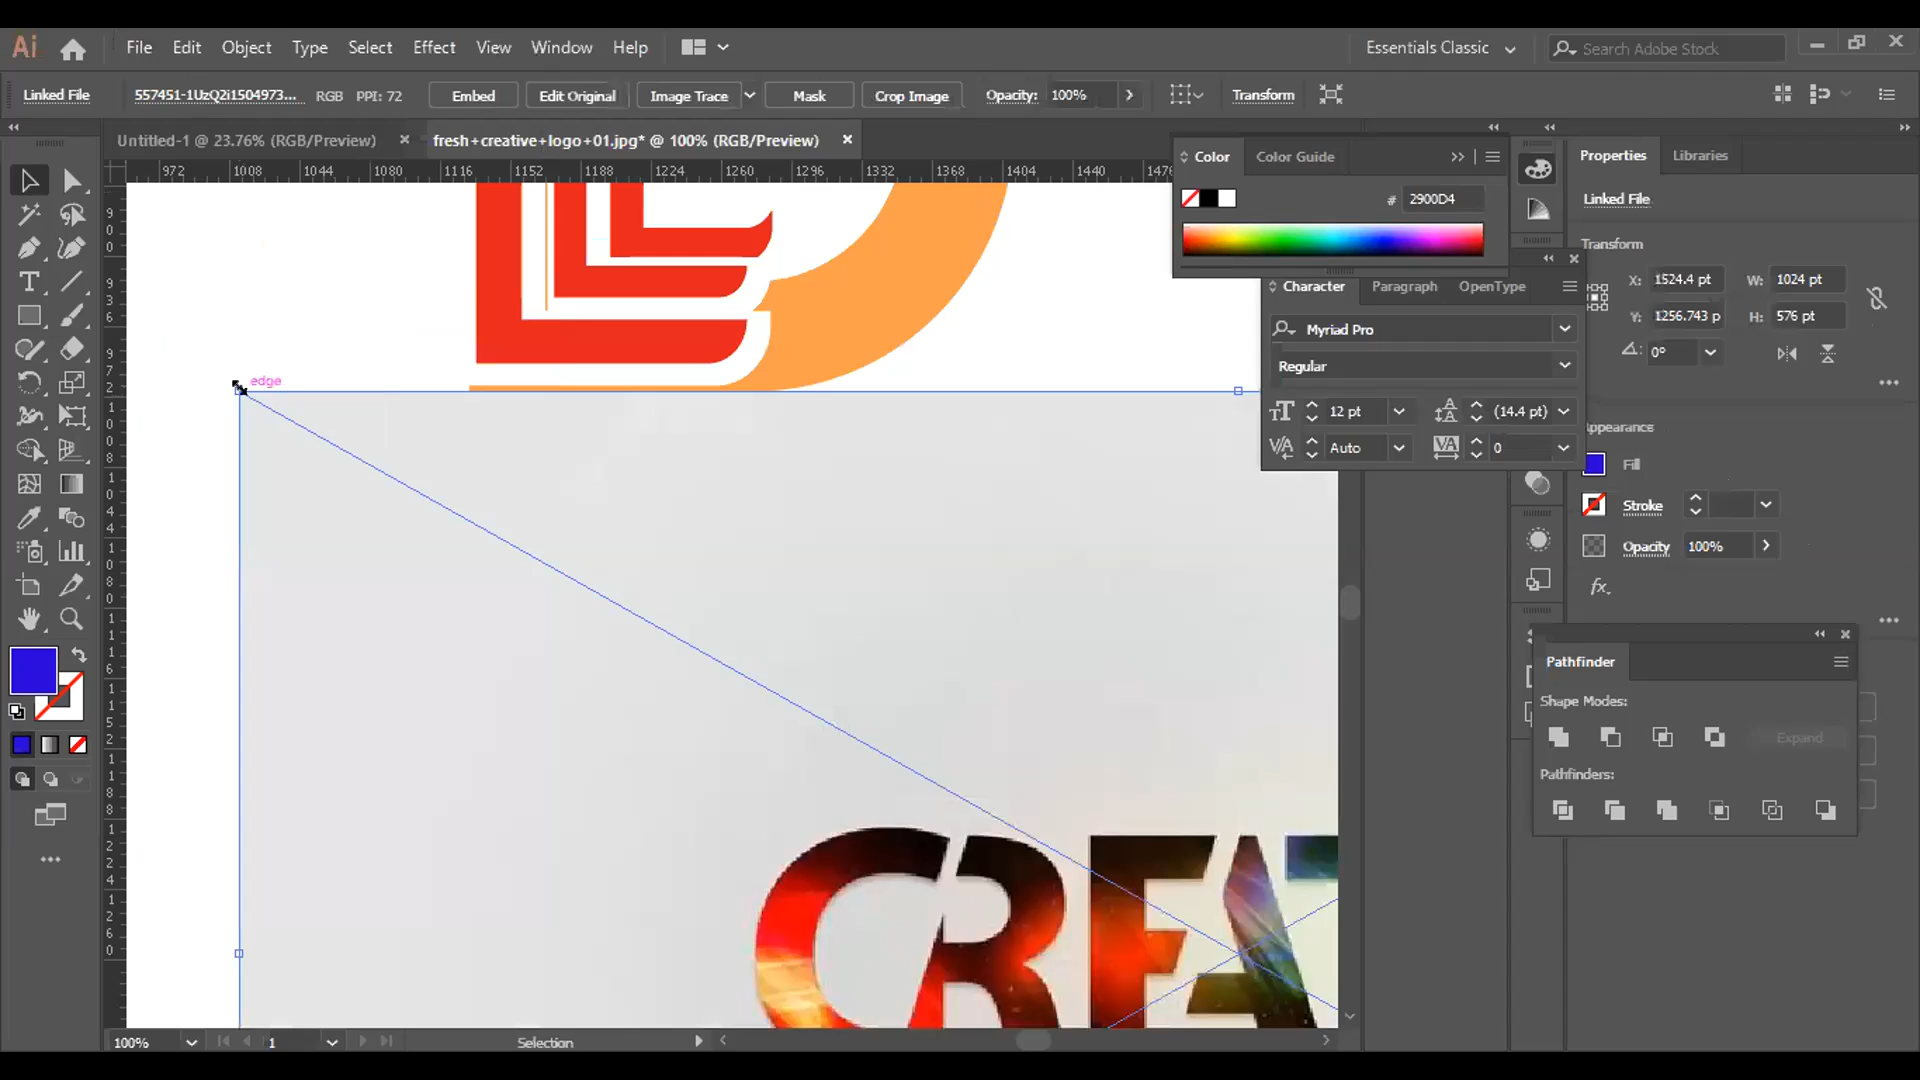 Ai File Edit Object Type Select Effect View Window Help Essentials Classic Search Adobe Stock
Linked File 557451-1UzQ2i1504973... RGB PPI: 72 Embed Edit Original Image Trace Mask Crop Image Opacity: 100% Transform
Untitled-1 @ 23.76% (RGB/Preview) fresh+creative+logo+01.jpg* @ 100% (RGB/Preview)
972 1008 1044 1080 1116 1152 1188 1224 1260 1296 1332 1368 1404 1440 1476
Color Color Guide
# 2900D4
Character Paragraph OpenType
Myriad Pro
Regular
12 pt (14.4 pt)
Auto 0
Properties Libraries
Linked File
Transform
X: 1524.4 pt W: 1024 pt
Y: 1256.743 p H: 576 pt
0°
Appearance
Fill
Stroke
Opacity 100%
fx
Pathfinder
Shape Modes:
Expand
Pathfinders:
edge
CREAT
100% 1 Selection